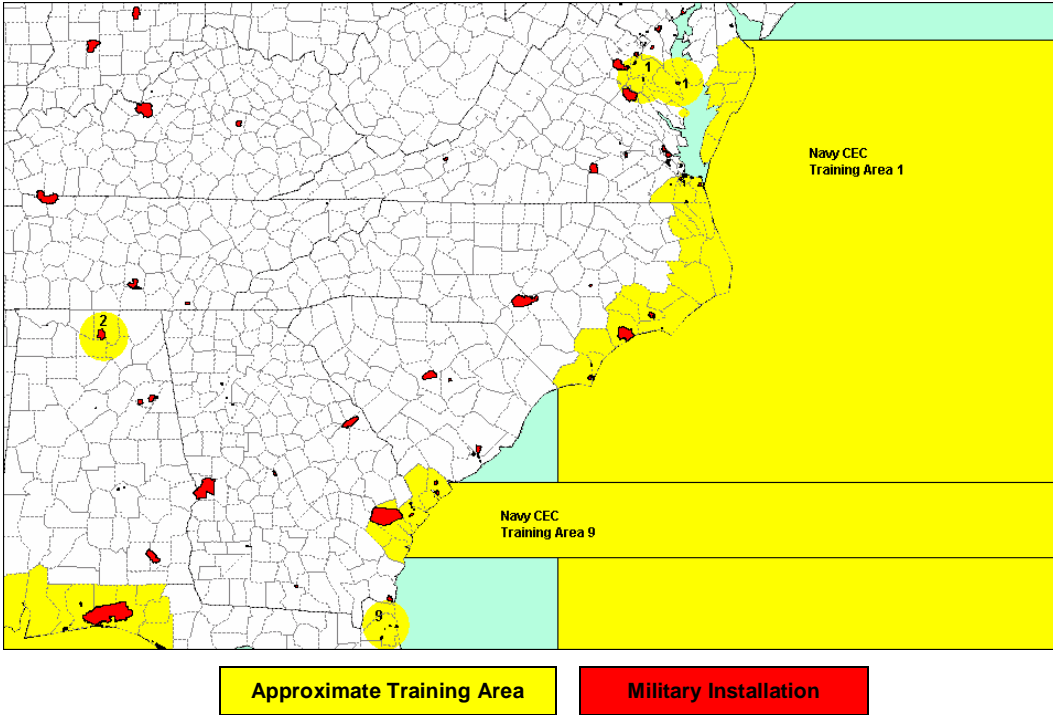 1
1
Navy CEC
Training Area 1
2
Navy CEC
Training Area 9
9
Approximate Training Area
Military Installation